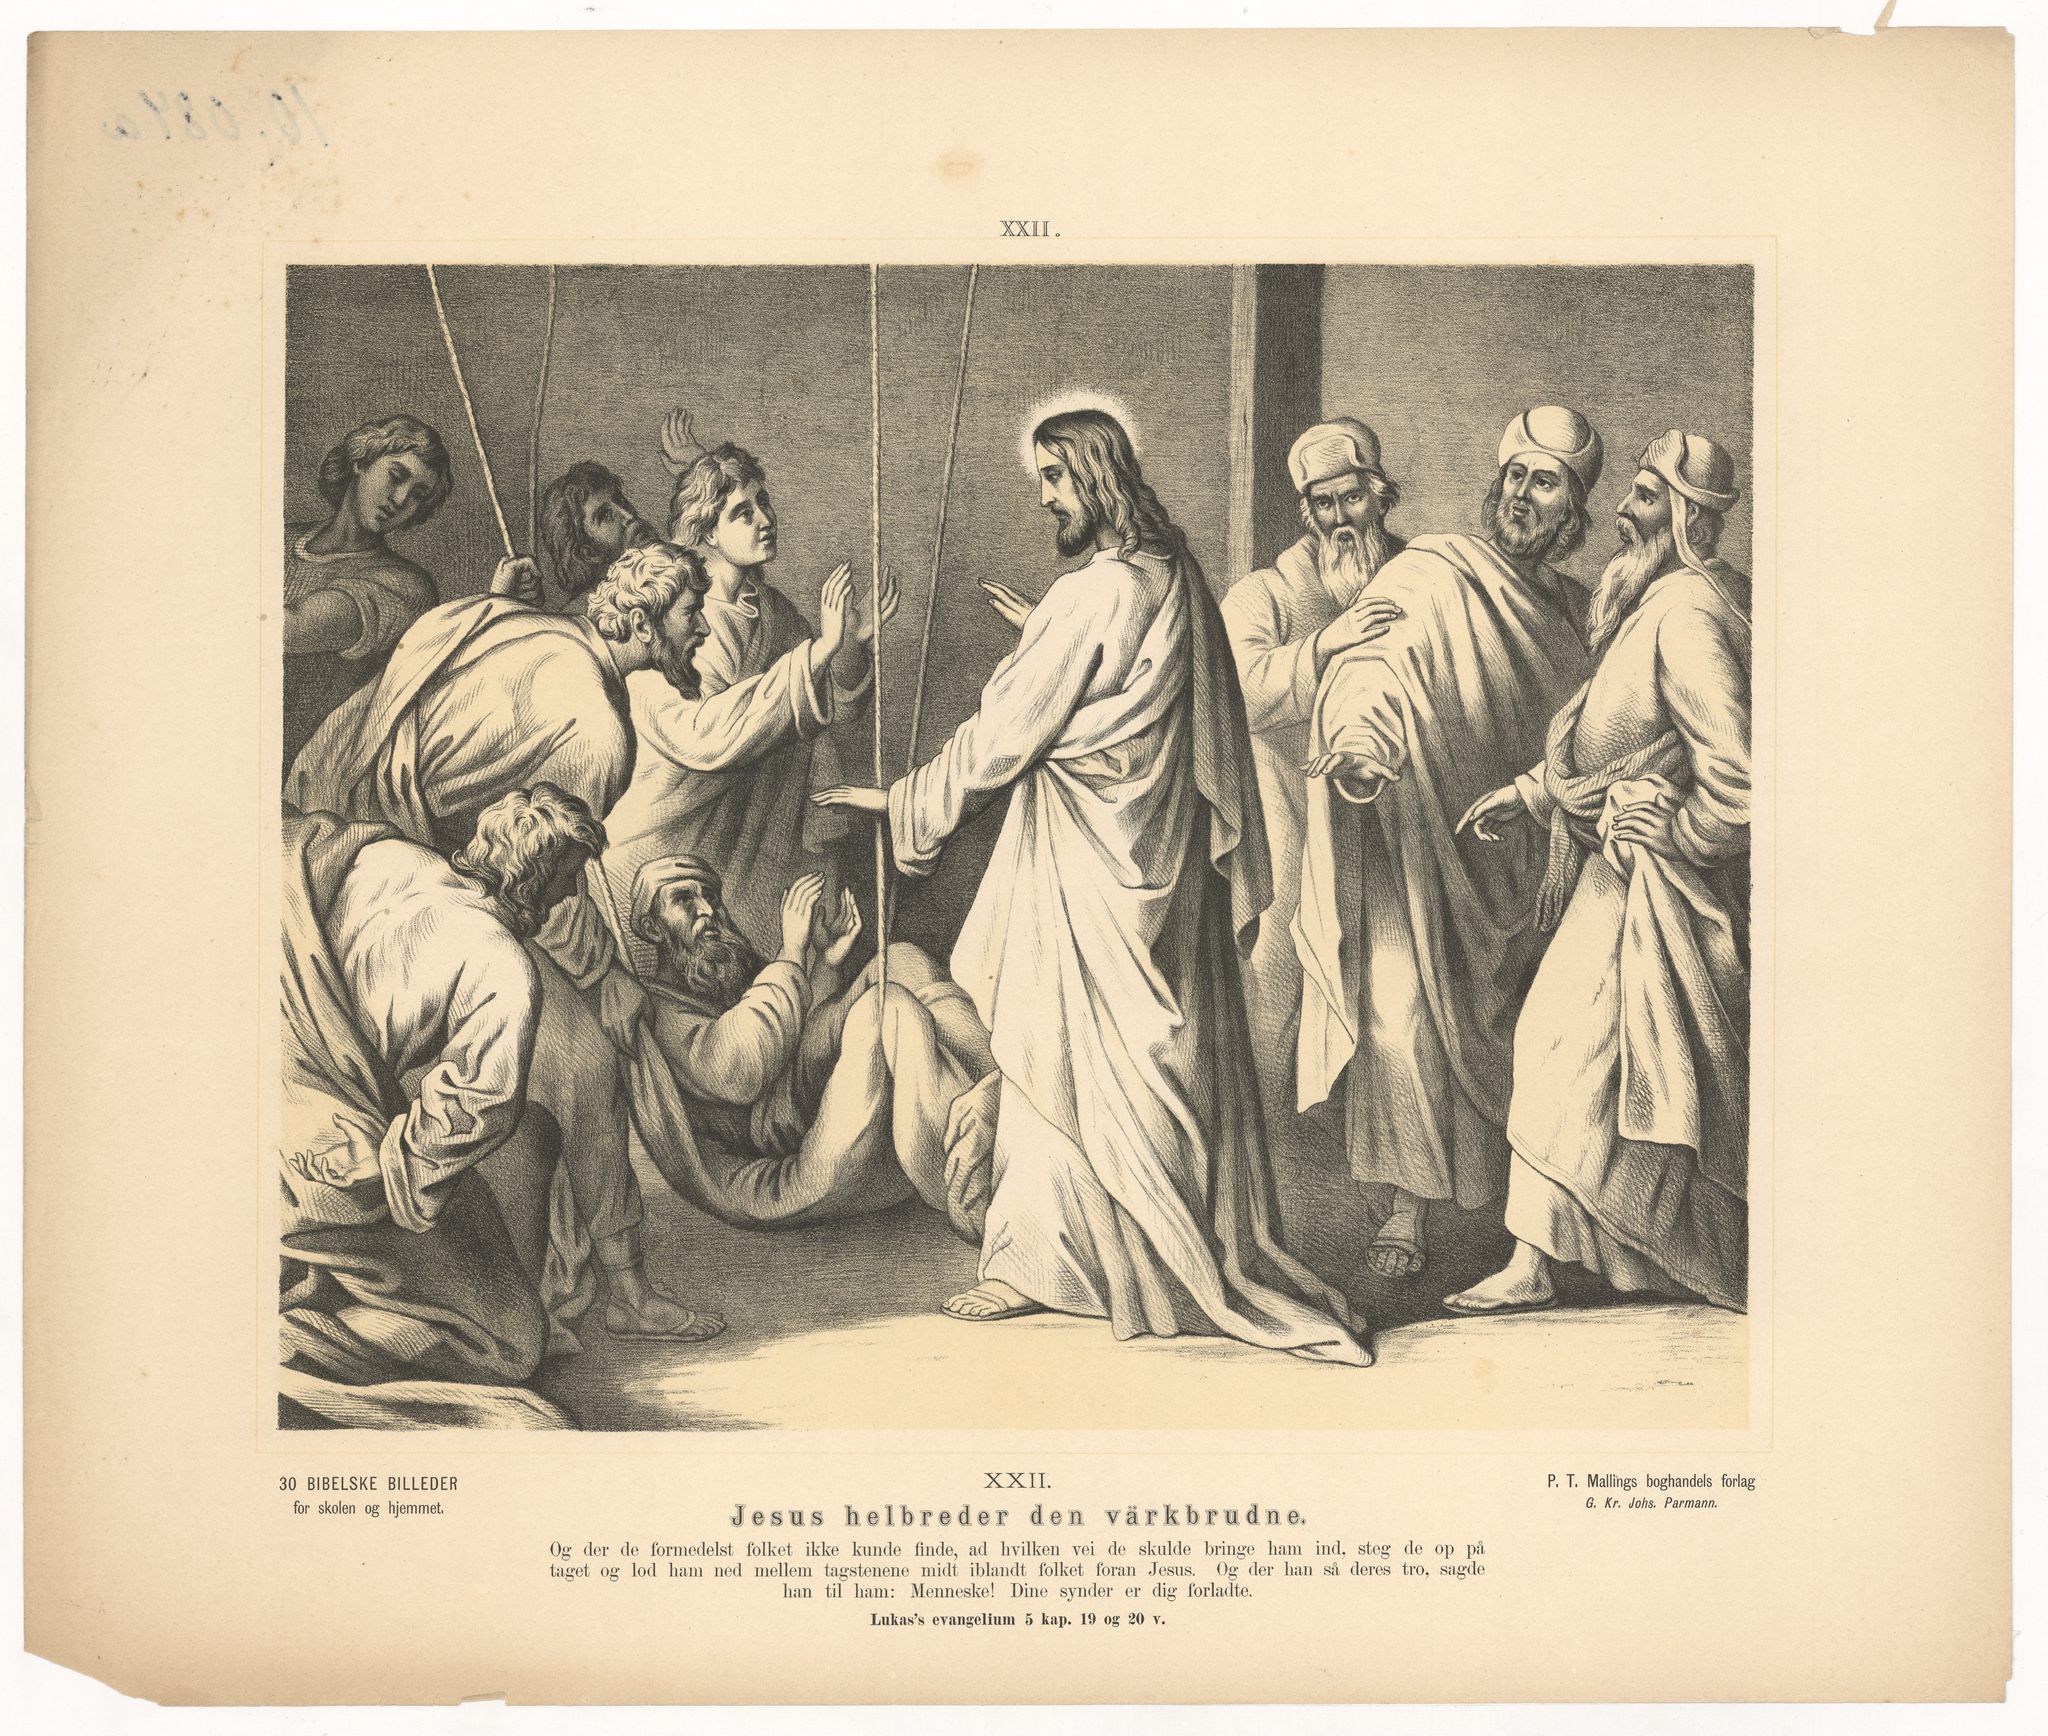 XXII.
30 BIBELSKE BILLEDER
for skolen og hjemmet.
XXII.
Jesus helbreder den värkbrudne.
Og der de formedelst folket ikke kunde finde, ad hvilken vei de skulde bringe ham ind, steg de op på
taget og lod ham ned mellem tagstenene midt iblandt folket foran Jesus. Og der han så deres tro, sagde
han til ham: Menneske! Dine synder er dig forladte.
Lukas's evangelium 5 kap. 19 og 20 v.
P. T. Mallings boghandels forlag
G. Kr. Johs. Parmann.